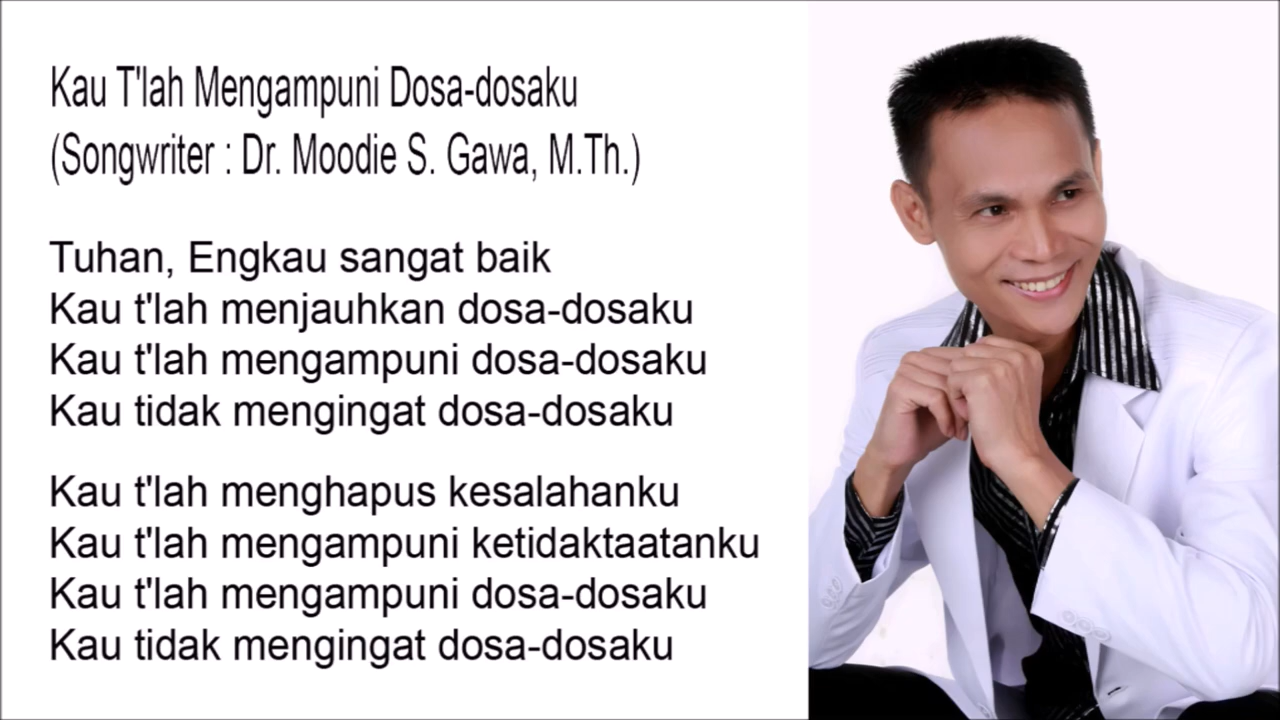 Kau T'lah Mengampuni Dosa-dosaku
(Songwriter : Dr. Moodie S. Gawa, M.Th.)
Tuhan, Engkau sangat baik
Kau t'lah menjauhkan dosa-dosaku
Kau t'lah mengampuni dosa-dosaku
Kau tidak mengingat dosa-dosaku
Kau t'lah menghapus kesalahanku
Kau t'lah mengampuni ketidaktaatanku
Kau t'lah mengampuni dosa-dosaku
Kau tidak mengingat dosa-dosaku